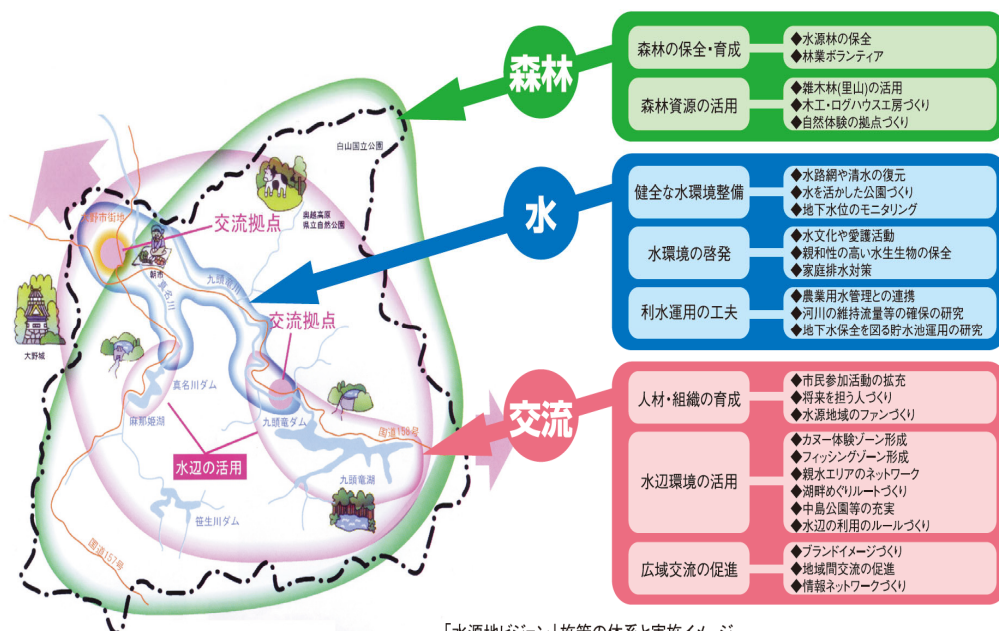 森林
森林の保全・育成
◆水源林の保全
◆林業ボランティア
森林資源の活用
◆雑木林(里山)の活用
◆木工・ログハウス工房づくり
◆自然体験の拠点づくり
水
健全な水環境整備
◆水路網や清水の復元
◆水を活かした公園づくり
◆地下水位のモニタリング
水環境の啓発
◆水文化や愛護活動
◆親和性の高い水生生物の保全
◆家庭排水対策
利水運用の工夫
◆農業用水管理との連携
◆河川の維持流量等の確保の研究
◆地下水保全を図る貯水池運用の研究
交流
人材・組織の育成
◆市民参加活動の拡充
◆将来を担う人づくり
◆水源地域のファンづくり
水辺環境の活用
◆カヌー体験ゾーン形成
◆フィッシングゾーン形成
◆親水エリアのネットワーク
◆湖畔めぐりルートづくり
◆中島公園等の充実
◆水辺の利用のルールづくり
広域交流の促進
◆ブランドイメージづくり
◆地域間交流の促進
◆情報ネットワークづくり
白山国立公園
奥越高原
県立自然公園
大野市街地
交流拠点
朝市
真名川
九頭竜川
大野城
交流拠点
真名川ダム
麻那姫湖
九頭竜ダム
国道158号
水辺の活用
九頭竜湖
笹生川ダム
国道157号
「水源地ビジョン」施策の体系と実施イメージ